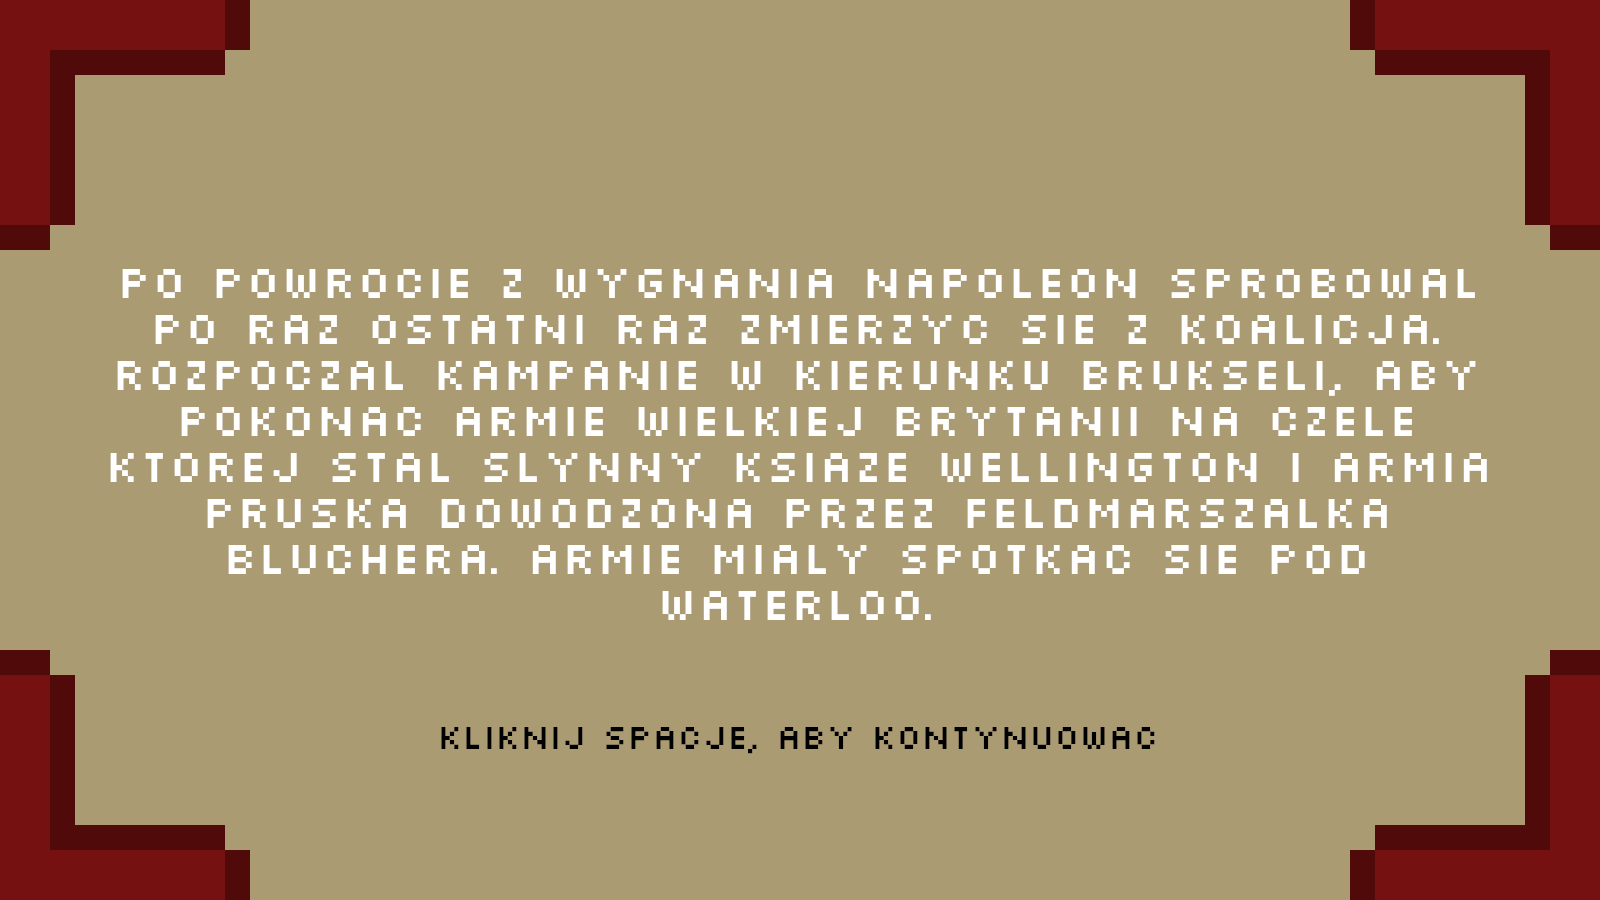 PO POWROCIE Z WYGNANIA NAPOLEON SPROBOWAL
PO RAZ OSTATNI RAZ ZMIERZYC SIE Z KOALICJA.
ROZPOCZAL KAMPANIE W KIERUNKU BRUKSELI, ABY
POKONAC ARMIE WIELKIEJ BRYTANII NA CZELE
KTOREJ STAL SLYNNY KSIAZE WELLINGTON I ARMIA
PRUSKA DOWODZONA PRZEZ FELDMARSZALKA
BLUCHERA. ARMIE MIALY SPOTKAC SIE POD
WATERLOO.
KLIKNIJ SPACJE, ABY KONTYNUOWAC